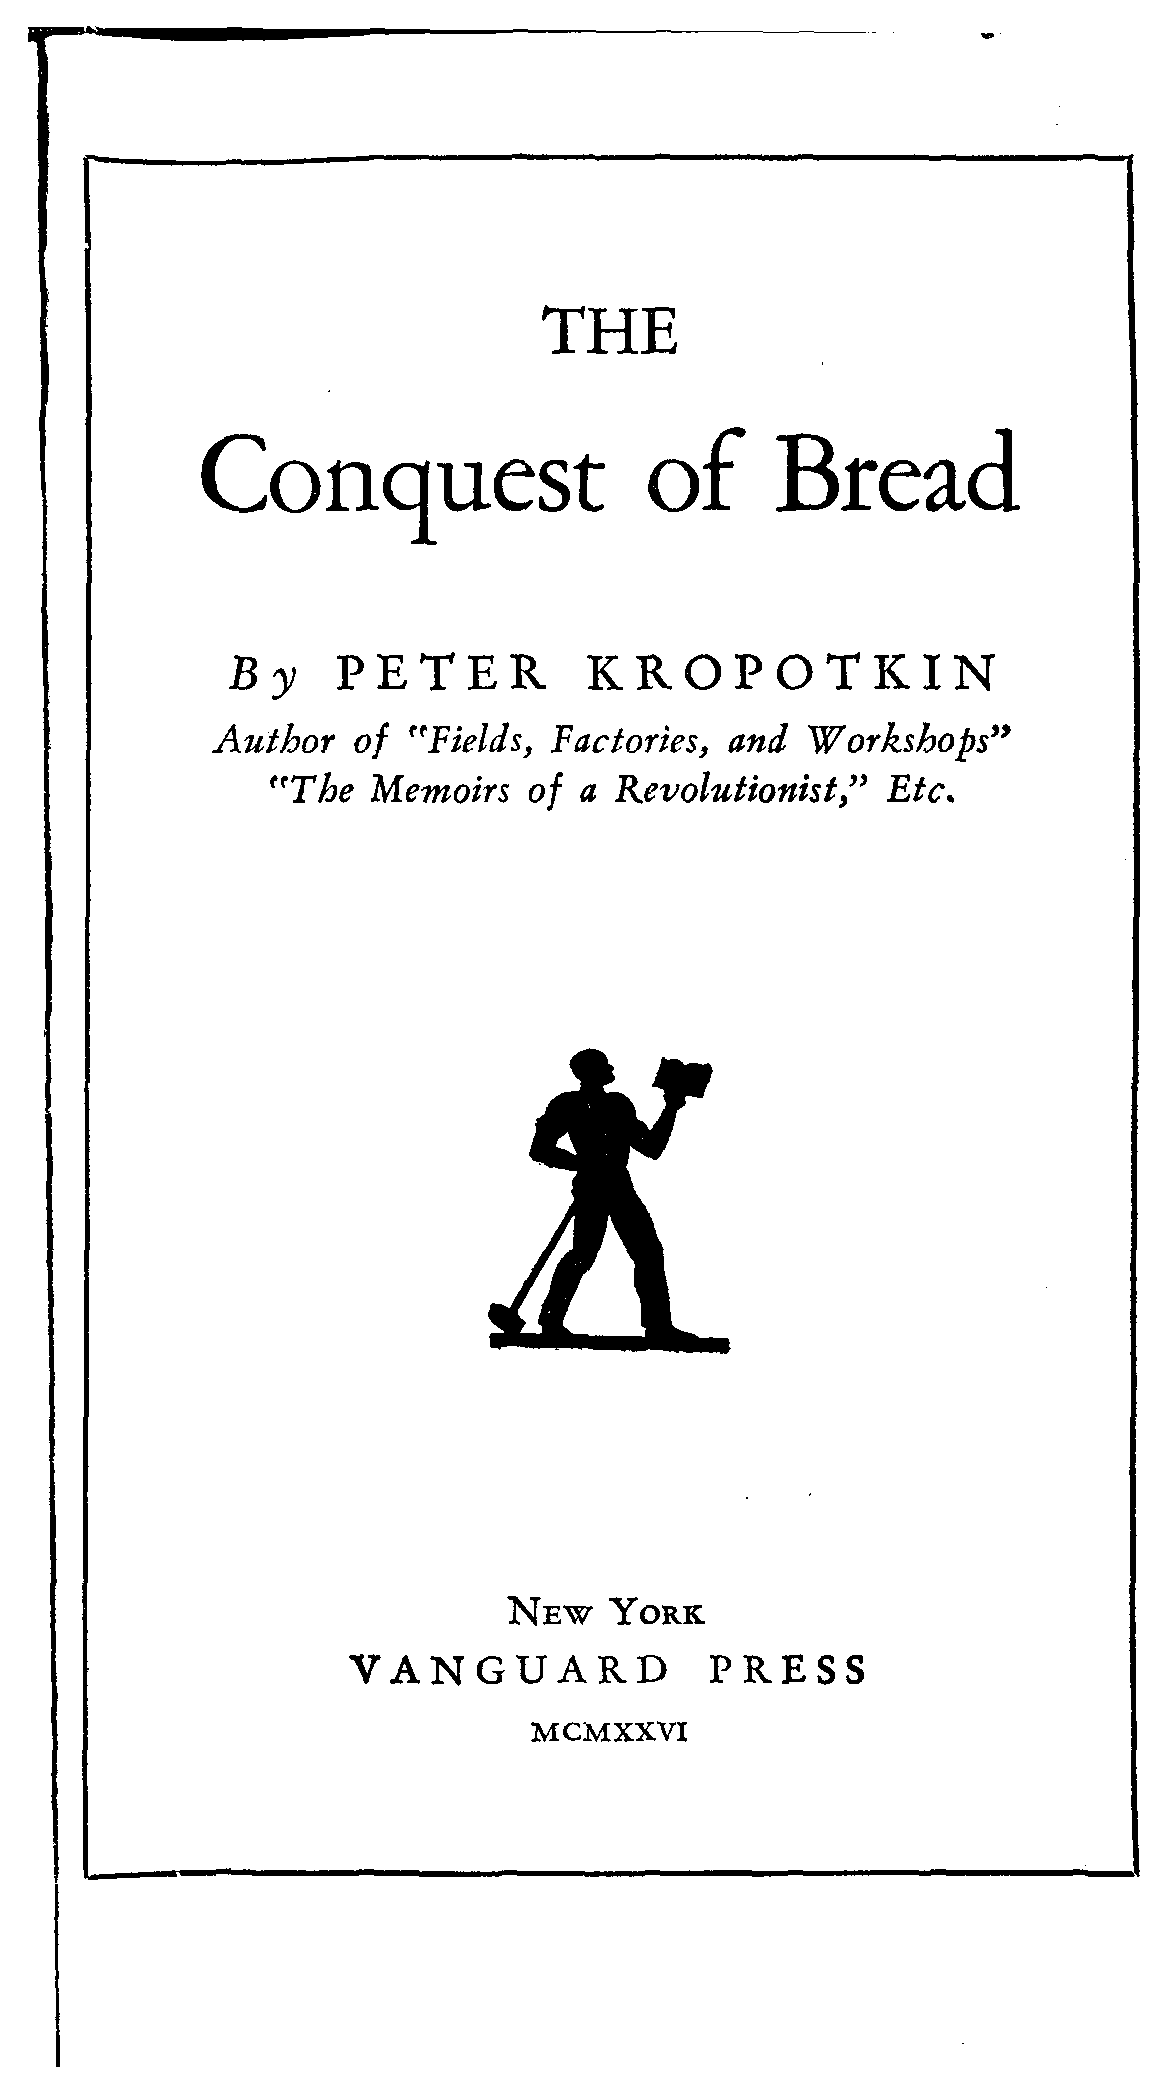 THE
Conquest of Bread
By PETER KROPOTKIN
Author of "Fields, Factories, and Workshops"
"The Memoirs of a Revolutionist," Etc.
NEW YORK
VANGUARD PRESS
MCMXXVI